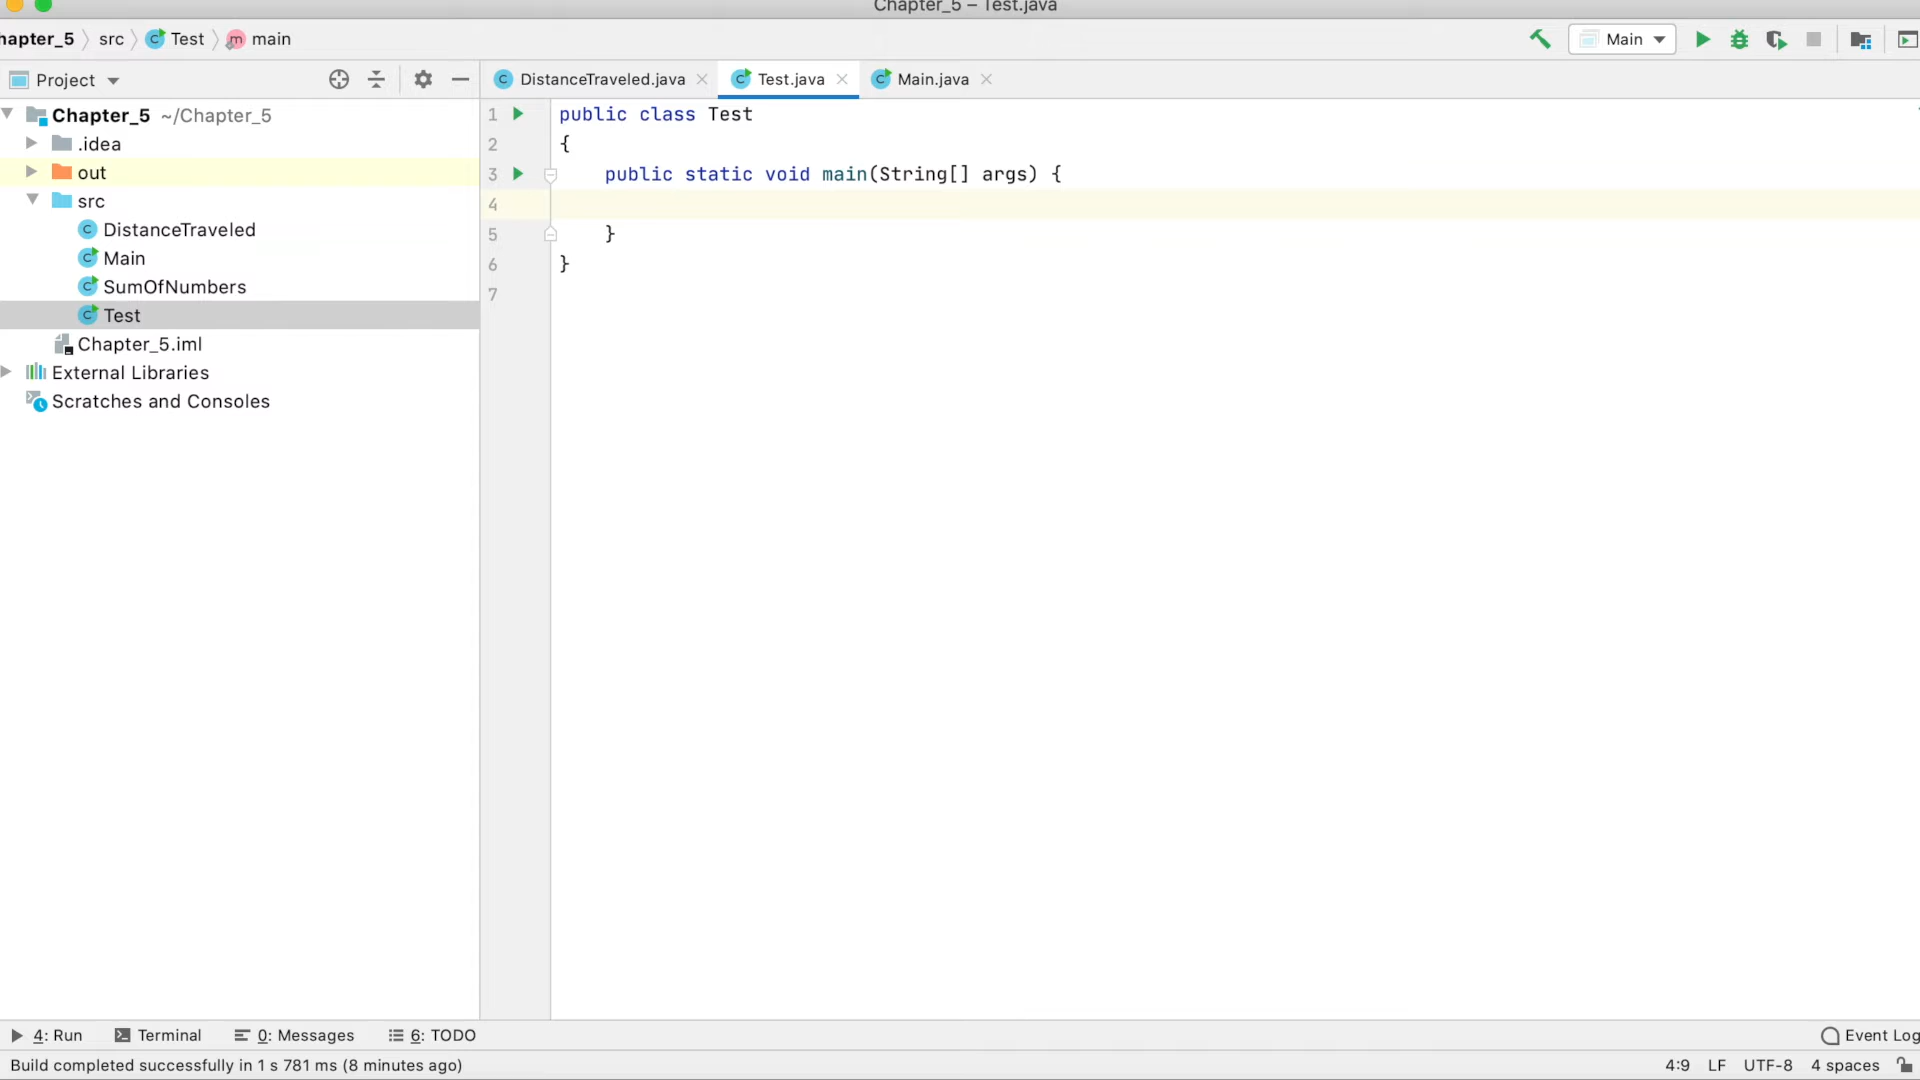 Chapter_5 – Test.java
hapter_5 src C Test m main
Main
Project
C DistanceTraveled.java C Test.java C Main.java
Chapter_5 ~/Chapter_5
.idea
out
src
C DistanceTraveled
C Main
C SumOfNumbers
C Test
Chapter_5.iml
External Libraries
Scratches and Consoles
1 public class Test
2 {
3 public static void main(String[] args) {
4
5 }
6 }
7
4: Run Terminal 0: Messages 6: TODO Event Log
Build completed successfully in 1 s 781 ms (8 minutes ago) 4:9 LF UTF-8 4 spaces